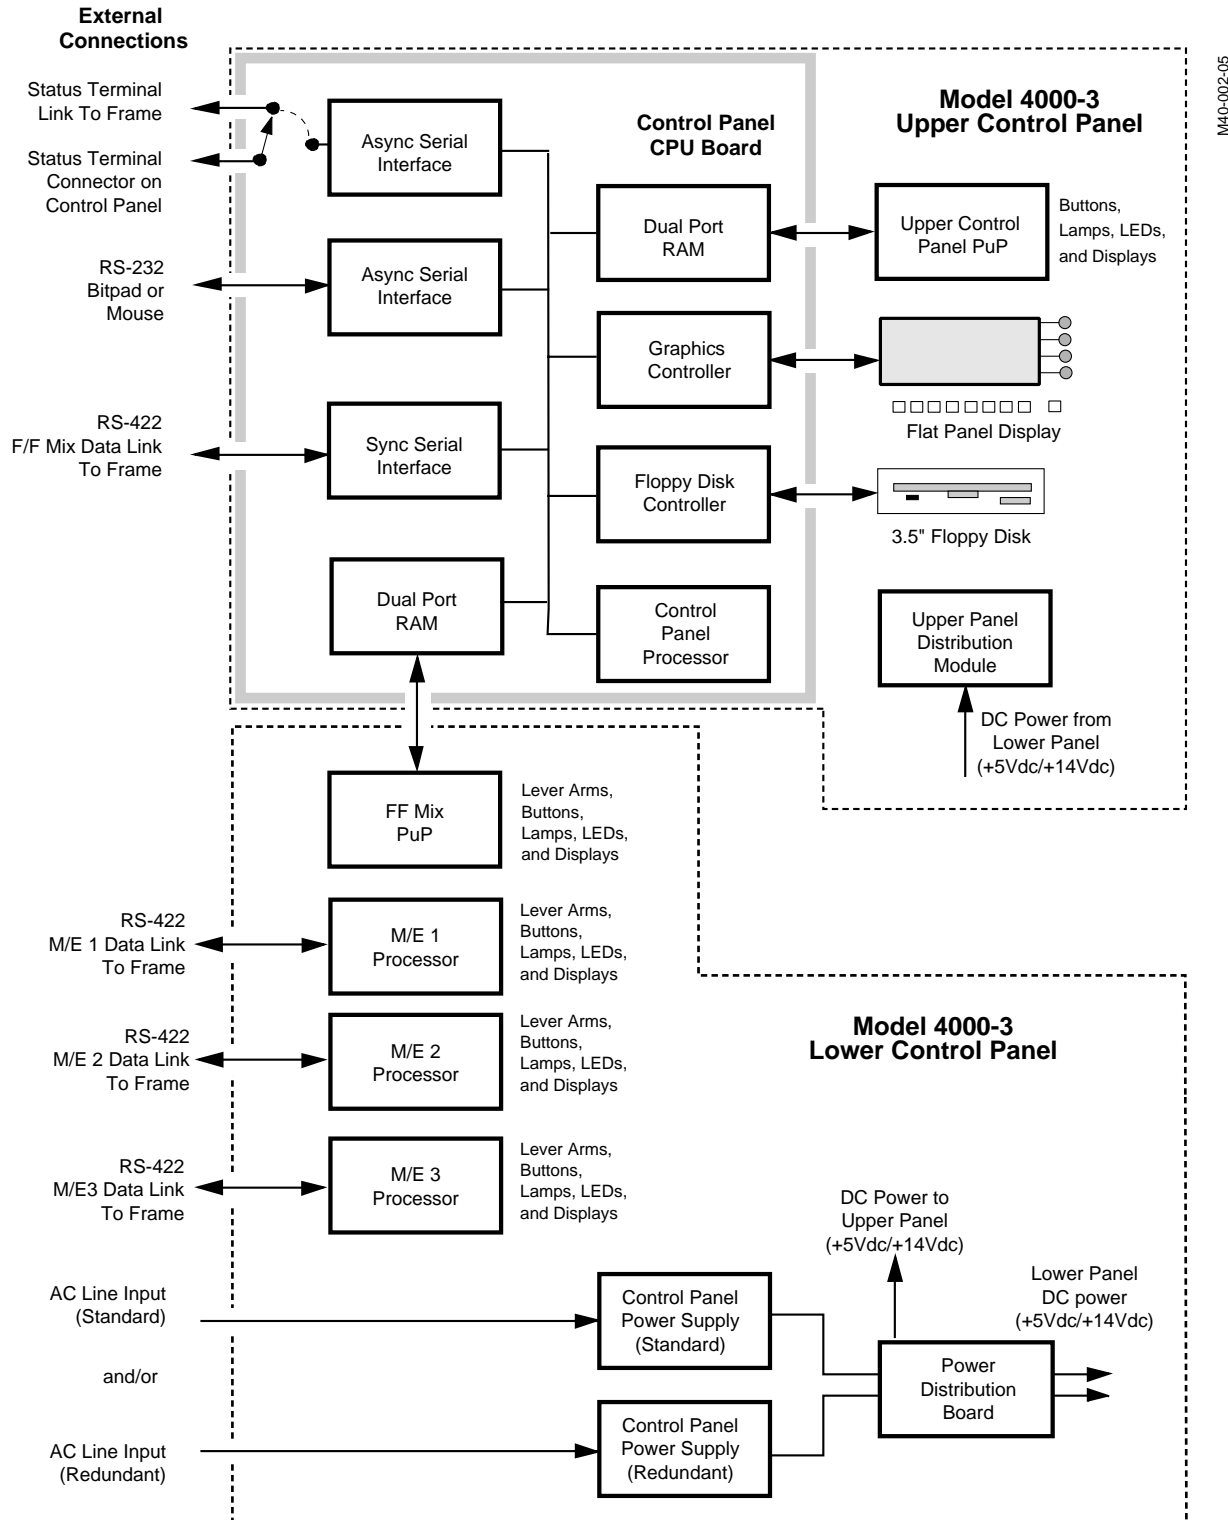 External
Connections
M40-002-05
Status Terminal
Link To Frame
Status Terminal
Connector on
Control Panel
RS-232
Bitpad or
Mouse
RS-422
F/F Mix Data Link
To Frame
Model 4000-3
Upper Control Panel
Control Panel
CPU Board
Async Serial
Interface
Async Serial
Interface
Sync Serial
Interface
Dual Port
RAM
Dual Port
RAM
Graphics
Controller
Floppy Disk
Controller
Control
Panel
Processor
Upper Control
Panel PuP
Buttons,
Lamps, LEDs,
and Displays
Flat Panel Display
3.5" Floppy Disk
Upper Panel
Distribution
Module
DC Power from
Lower Panel
(+5Vdc/+14Vdc)
FF Mix
PuP
Lever Arms,
Buttons,
Lamps, LEDs,
and Displays
RS-422
M/E 1 Data Link
To Frame
M/E 1
Processor
Lever Arms,
Buttons,
Lamps, LEDs,
and Displays
Model 4000-3
Lower Control Panel
RS-422
M/E 2 Data Link
To Frame
M/E 2
Processor
Lever Arms,
Buttons,
Lamps, LEDs,
and Displays
RS-422
M/E3 Data Link
To Frame
M/E 3
Processor
Lever Arms,
Buttons,
Lamps, LEDs,
and Displays
DC Power to
Upper Panel
(+5Vdc/+14Vdc)
Lower Panel
DC power
(+5Vdc/+14Vdc)
AC Line Input
(Standard)
and/or
AC Line Input
(Redundant)
Control Panel
Power Supply
(Standard)
Control Panel
Power Supply
(Redundant)
Power
Distribution
Board